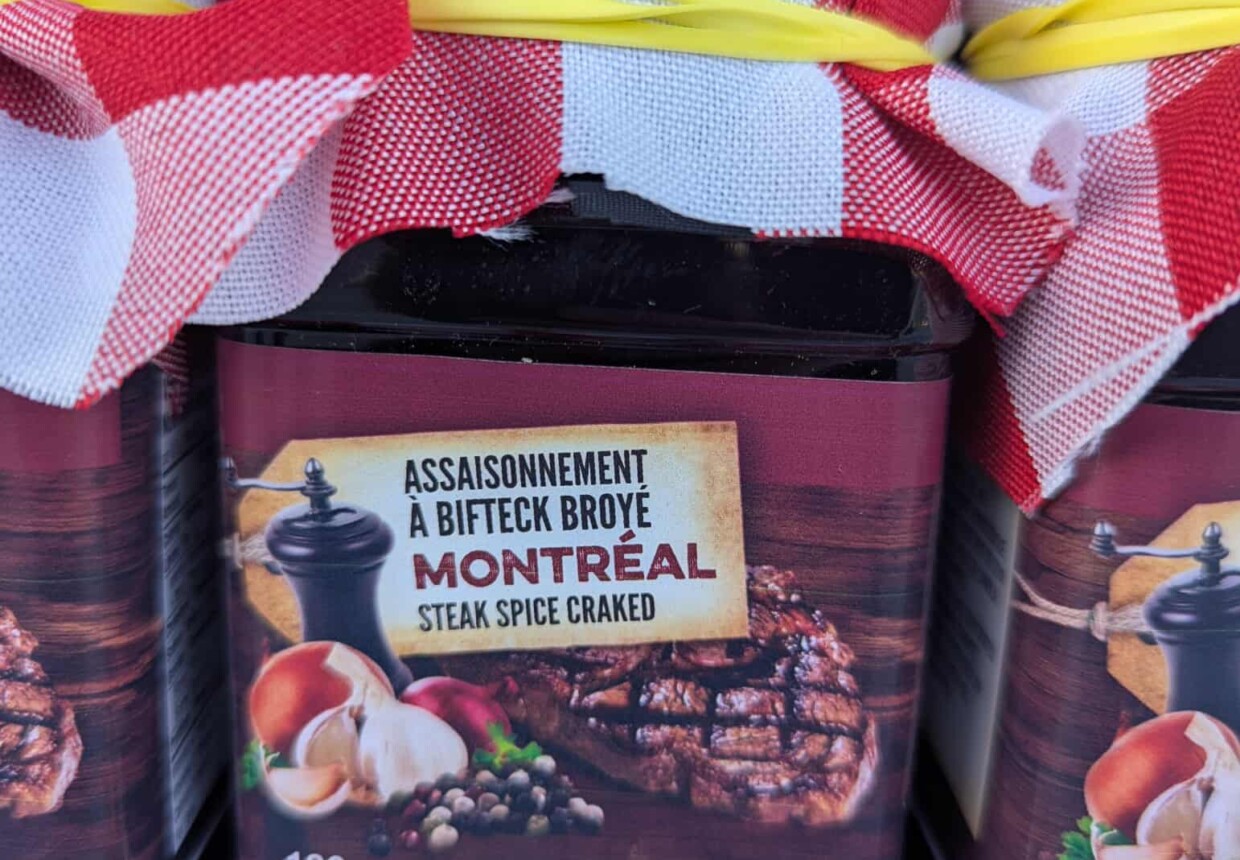 ASSAISONNEMENT
À BIFTECK BROYÉ
MONTRÉAL
STEAK SPICE CRAKED